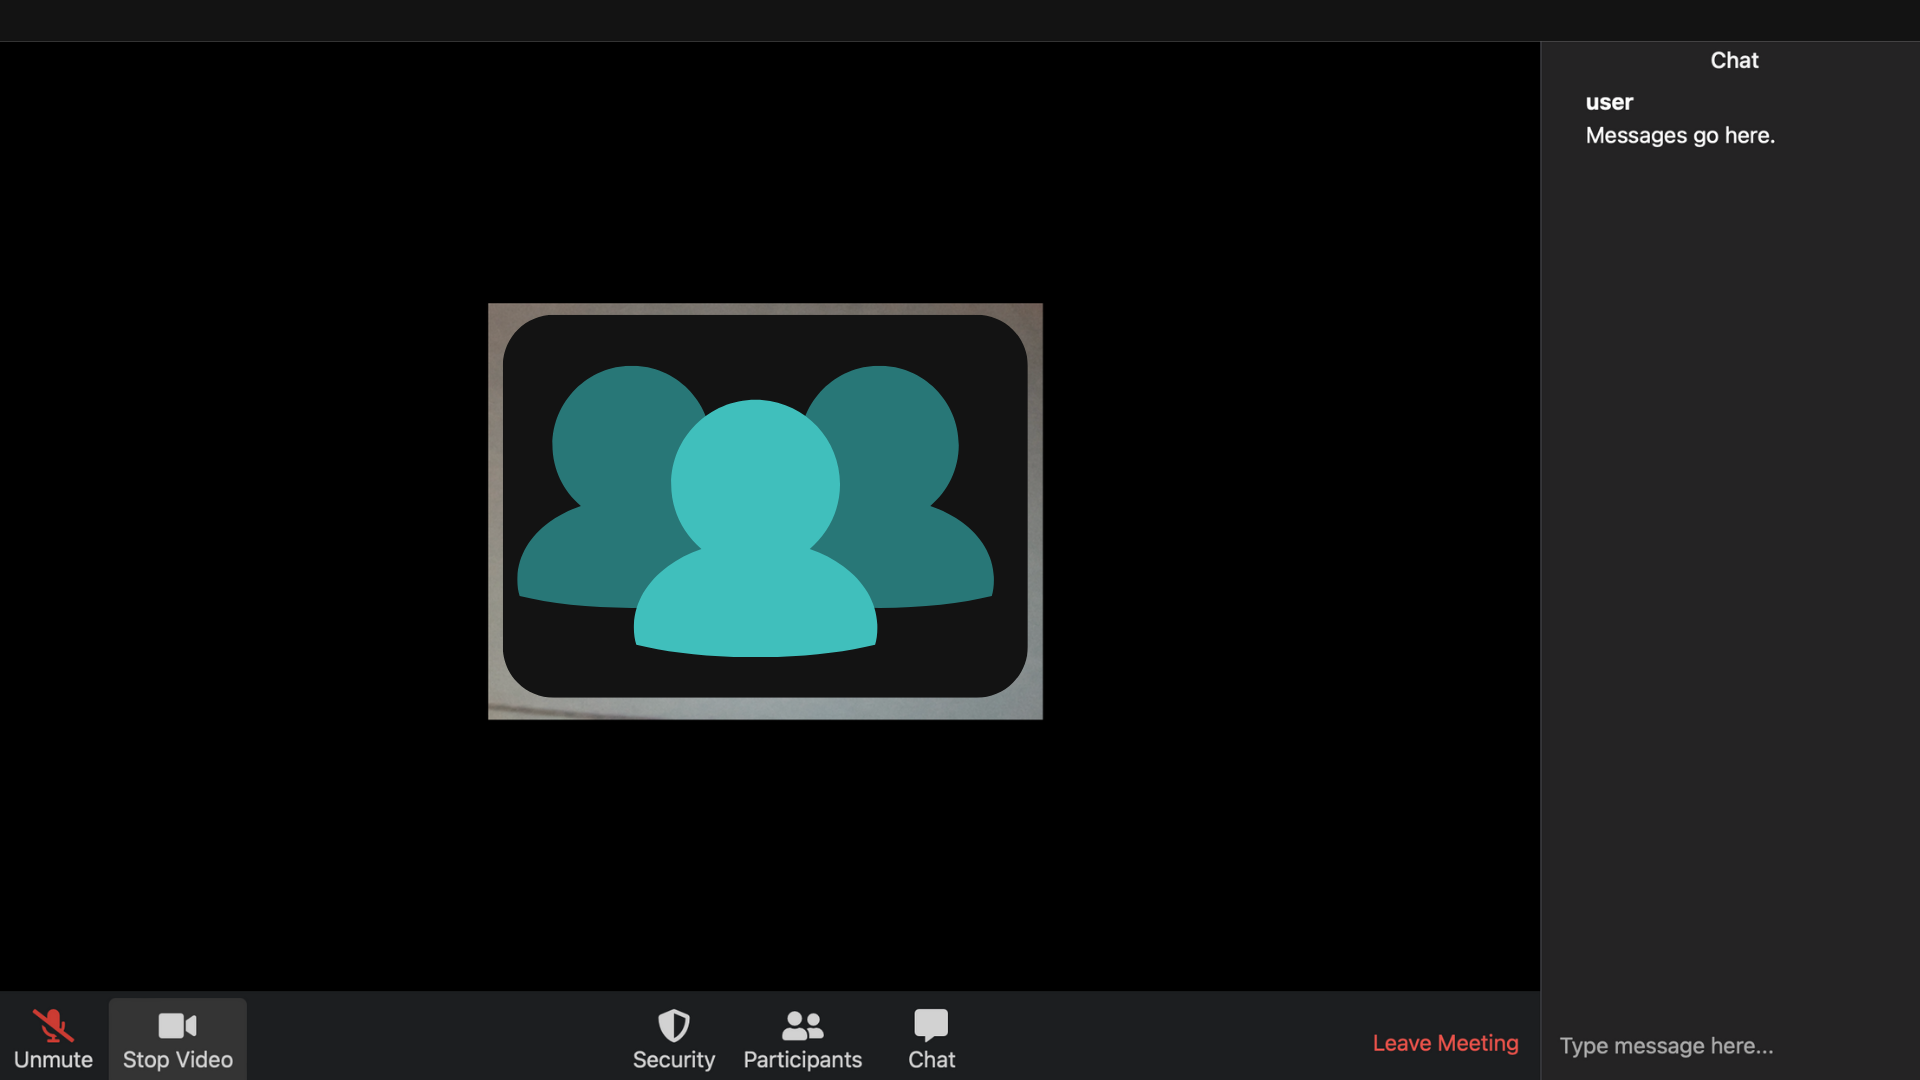 Chat
user
Messages go here.
Unmute
Stop Video
Security
Participants
Chat
Leave Meeting
Type message here...